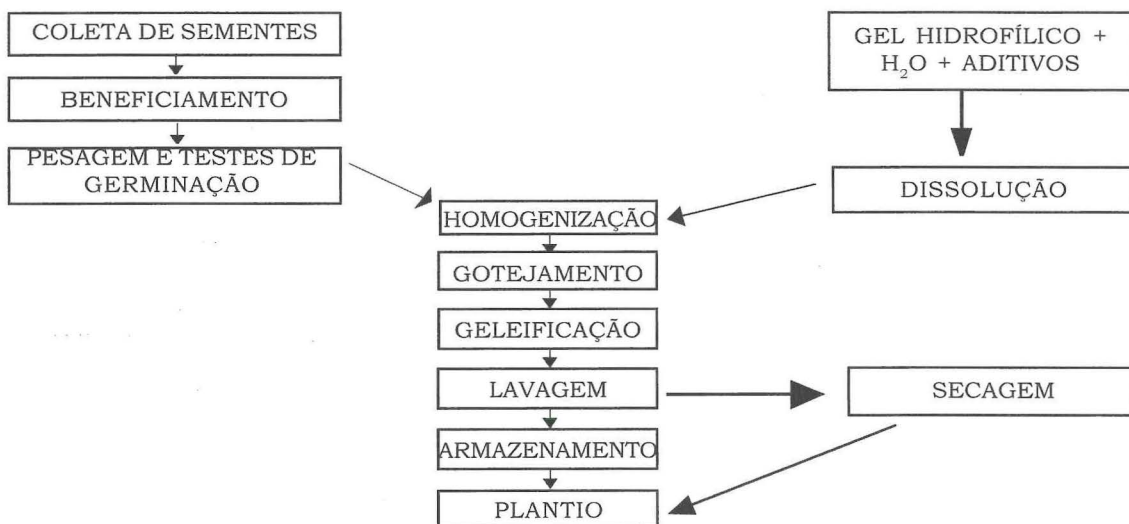 COLETA DE SEMENTES
BENEFICIAMENTO
PESAGEM E TESTES DE
GERMINAÇÃO
GEL HIDROFÍLICO +
H₂O + ADITIVOS
DISSOLUÇÃO
HOMOGENIZAÇÃO
GOTEJAMENTO
GELEIFICAÇÃO
LAVAGEM
SECAGEM
ARMAZENAMENTO
PLANTIO